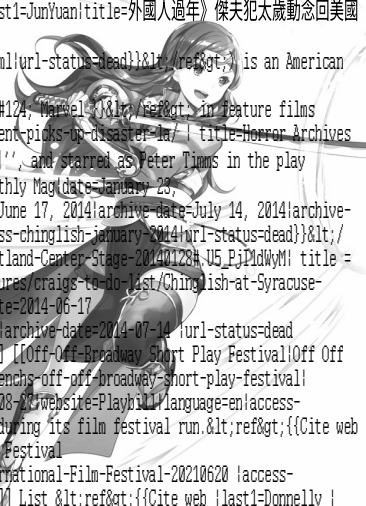 st1=JunYuan|title=外國人過年》傑夫犯太歲動念回美國
ml|url-status=dead}}&lt;/ref&gt;) is an American
#124; Marvel }}&lt;/ref&gt; in feature films
ent-picks-up-disaster-la/ | title=Horror Archives
|'', and starred as Peter Timms in the play
thly Mag|date=January 23,
June 17, 2014|archive-date=July 14, 2014|archive-
ss-chinglish-january-2014|url-status=dead}}&lt;/
tland-Center-Stage-20140128#.U5_PjPldWyM| title =
ures/craigs-to-do-list/Chinglish-at-Syracuse-
te=2014-06-17
|archive-date=2014-07-14 |url-status=dead
] [[Off-Off-Broadway Short Play Festival|Off Off
enchs-off-off-broadway-short-play-festival|
08-27|website=Playbill|language=en|access-
during its film festival run.&lt;ref&gt;{{Cite web
Festival
rnational-Film-Festival-20210620 |access-
]] List &lt;ref&gt;{{Cite web |last1=Donnelly |